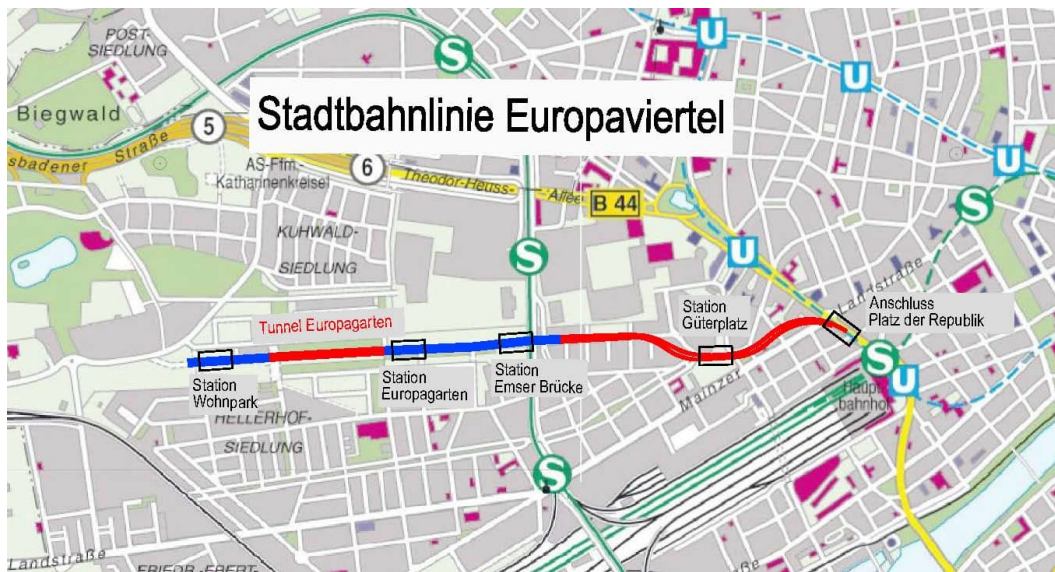 POST-
SIEDLUNG
S
U
Biegwald
Stadtbahnlinie Europaviertel
U
5
sbadener Straße
6
AS-Ffm.-
Katharinenkreisel
Theodor-Heuss-
Allee
B 44
U
S
KUHWALD-
SIEDLUNG
S
U
U
Landstraße
Station
Güterplatz
Anschluss
Platz der Republik
Tunnel Europagarten
Station
Wohnpark
Station
Europagarten
Station
Emser Brücke
Mainzer
S
Haupt-
bahnhof
U
HELLERHOF-
SIEDLUNG
S
Landstraße
FRIEDR.-EBERT-